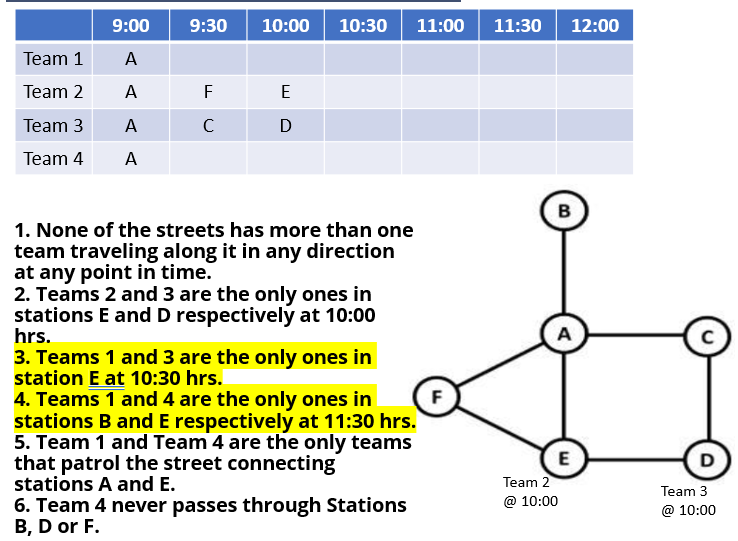 9:00 9:30 10:00 10:30 11:00 11:30 12:00
Team 1 A
Team 2 A F E
Team 3 A C D
Team 4 A
1. None of the streets has more than one
team traveling along it in any direction
at any point in time.
2. Teams 2 and 3 are the only ones in
stations E and D respectively at 10:00
hrs.
3. Teams 1 and 3 are the only ones in
station E at 10:30 hrs.
4. Teams 1 and 4 are the only ones in
stations B and E respectively at 11:30 hrs.
5. Team 1 and Team 4 are the only teams
that patrol the street connecting
stations A and E.
6. Team 4 never passes through Stations
B, D or F.
B
A
C
F
E
D
Team 2
@ 10:00
Team 3
@ 10:00